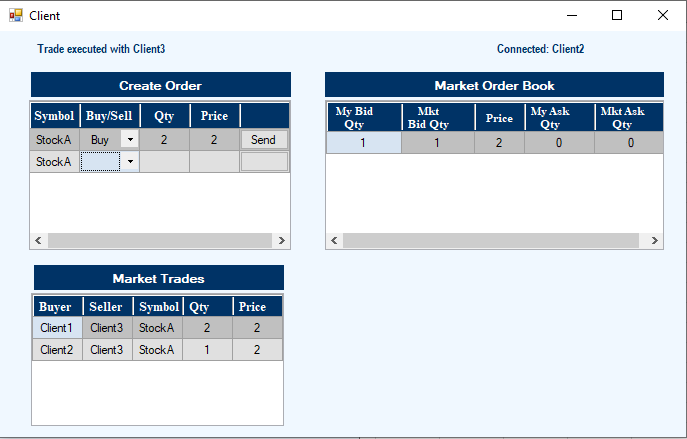 Client
Trade executed with Client3 Connected: Client2
Create Order
Symbol Buy/Sell Qty Price
StockA Buy 2 2 Send
StockA
Market Order Book
My Bid Qty Mkt Bid Qty Price My Ask Qty Mkt Ask Qty
1 1 2 0 0
Market Trades
Buyer Seller Symbol Qty Price
Client1 Client3 StockA 2 2
Client2 Client3 StockA 1 2